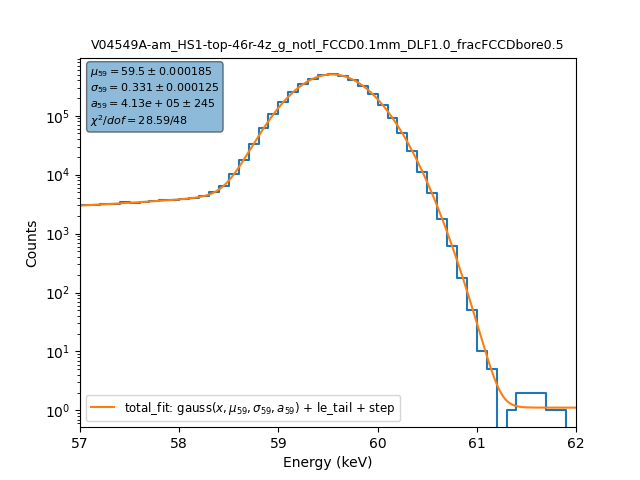 V04549A-am_HS1-top-46r-4z_g_notl_FCCD0.1mm_DLF1.0_fracFCCDbore0.5
μ₅₉ = 59.5 ± 0.000185
σ₅₉ = 0.331 ± 0.000125
a₅₉ = 4.13e + 05 ± 245
χ²/dof = 28.59/48
10⁵
10⁴
10³
10²
10¹
10⁰
Counts
total_fit: gauss(x, μ₅₉, σ₅₉, a₅₉) + le_tail + step
57 58 59 60 61 62
Energy (keV)